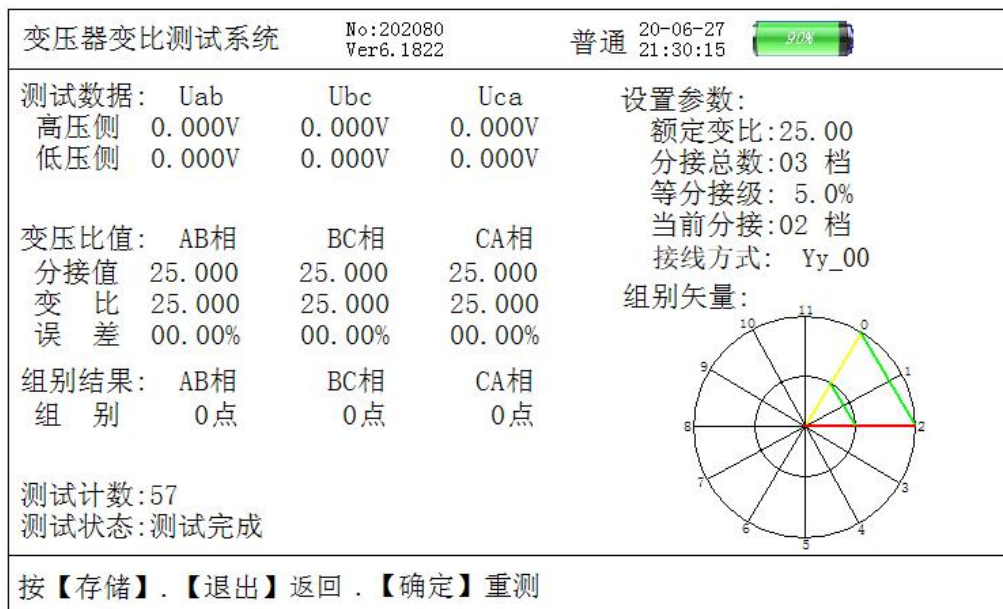 变压器变比测试系统
No:202080
Ver6.1822
普通
20-06-27
21:30:15
90%
测试数据: Uab Ubc Uca
高压侧 0.000V 0.000V 0.000V
低压侧 0.000V 0.000V 0.000V
变压比值: AB相 BC相 CA相
分接值 25.000 25.000 25.000
变 比 25.000 25.000 25.000
误 差 00.00% 00.00% 00.00%
组别结果: AB相 BC相 CA相
组 别 0点 0点 0点
测试计数:57
测试状态:测试完成
设置参数:
额定变比:25.00
分接总数:03 档
等分接级: 5.0%
当前分接:02 档
接线方式: Yy_00
组别矢量:
11
0
1
2
3
4
5
6
7
8
9
10
按【存储】.【退出】返回.【确定】重测